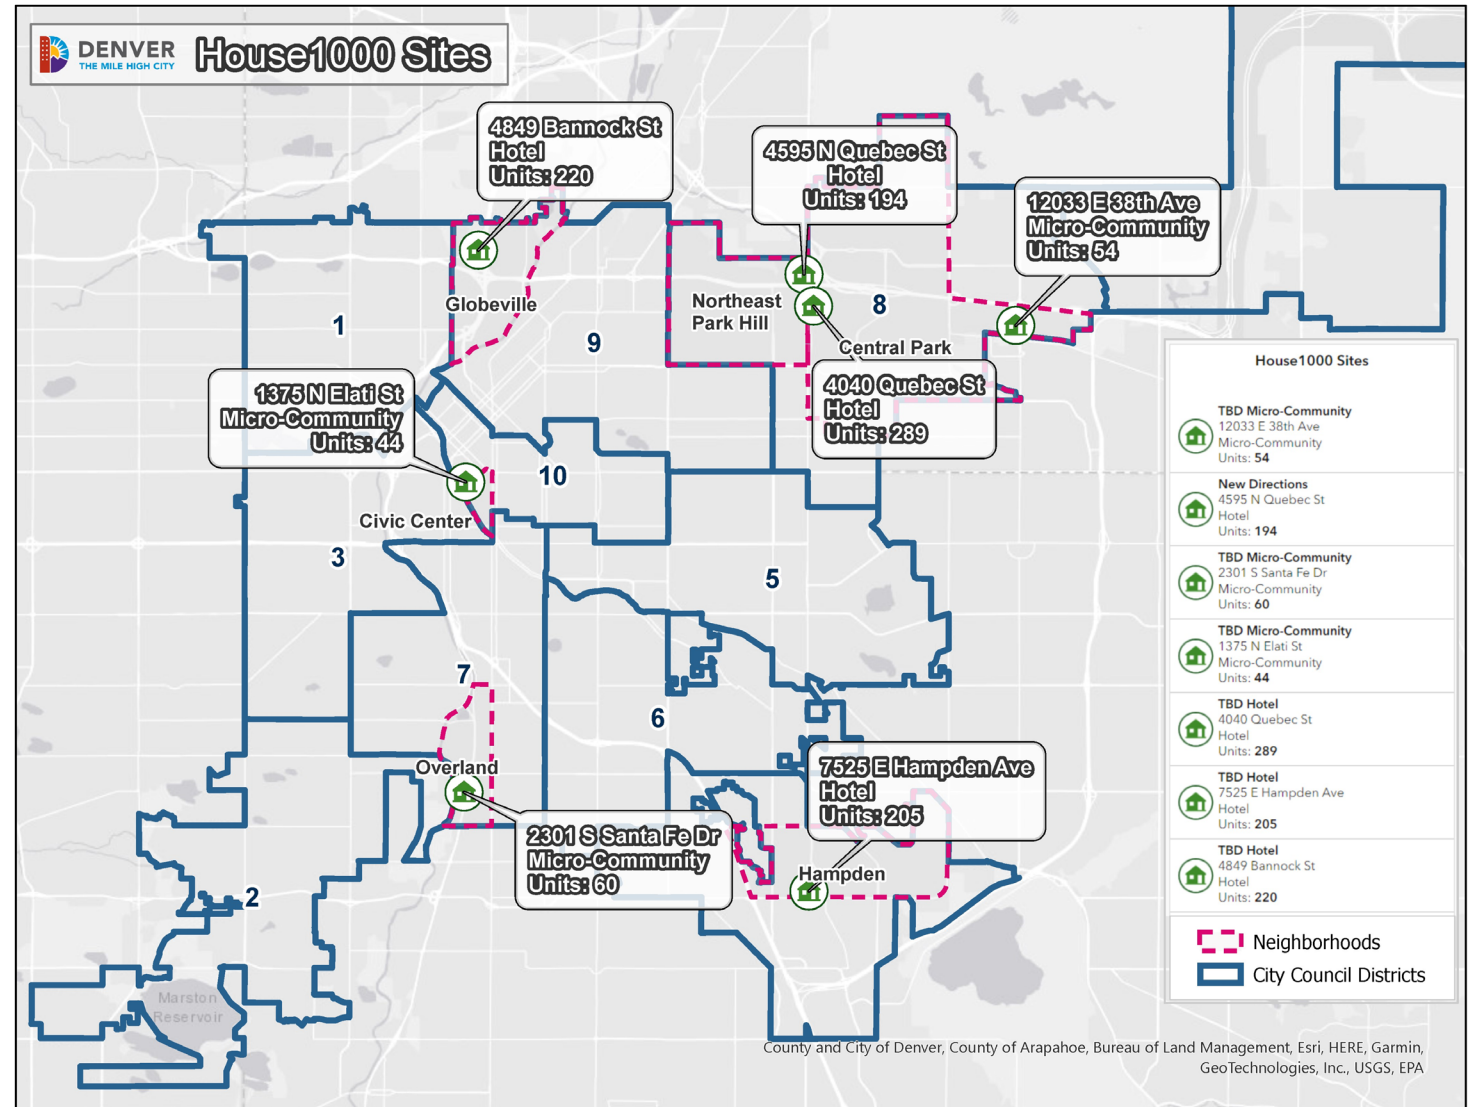 DENVER
THE MILE HIGH CITY
House1000 Sites
4849 Bannock St
Hotel
Units: 220
4595 N Quebec St
Hotel
Units: 194
12033 E 38th Ave
Micro-Community
Units: 54
Globeville
Northeast
Park Hill
8
1
9
Central Park
1375 N Elati St
Micro-Community
Units: 44
4040 Quebec St
Hotel
Units: 289
10
Civic Center
3
5
7
6
Overland
7525 E Hampden Ave
Hotel
Units: 205
2301 S Santa Fe Dr
Micro-Community
Units: 60
Hampden
2
Marston
Reservoir
House1000 Sites
TBD Micro-Community
12033 E 38th Ave
Micro-Community
Units: 54
New Directions
4595 N Quebec St
Hotel
Units: 194
TBD Micro-Community
2301 S Santa Fe Dr
Micro-Community
Units: 60
TBD Micro-Community
1375 N Elati St
Micro-Community
Units: 44
TBD Hotel
4040 Quebec St
Hotel
Units: 289
TBD Hotel
7525 E Hampden Ave
Hotel
Units: 205
TBD Hotel
4849 Bannock St
Hotel
Units: 220
Neighborhoods
City Council Districts
County and City of Denver, County of Arapahoe, Bureau of Land Management, Esri, HERE, Garmin,
GeoTechnologies, Inc., USGS, EPA